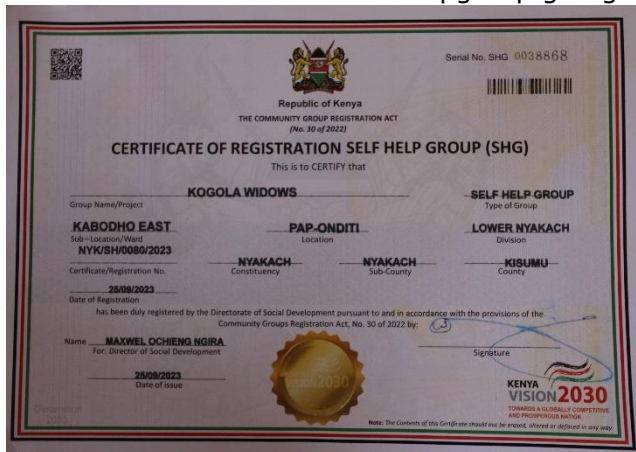 Serial No. SHG 0038868
Republic of Kenya
THE COMMUNITY GROUP REGISTRATION ACT
(No. 30 of 2022)
CERTIFICATE OF REGISTRATION SELF HELP GROUP (SHG)
This is to CERTIFY that
KOGOLA WIDOWS SELF HELP GROUP
Group Name/Project Type of Group
KABODHO EAST PAP-ONDITI LOWER NYAKACH
Sub-Location/Ward Location Division
NYK/SH/0080/2023 NYAKACH NYAKACH KISUMU
Certificate/Registration No. Constituency Sub-County County
25/09/2023
Date of Registration
has been duly registered by the Directorate of Social Development pursuant to and in accordance with the provisions of the
Community Groups Registration Act, No. 30 of 2022 by:
Name MAXWEL OCHIENG NGIRA
For: Director of Social Development Signature
25/09/2023
Date of issue
KENYA
VISION 2030
TOWARDS A GLOBALLY COMPETITIVE
AND PROSPEROUS NATION
Note: The Contents of this Certificate should not be erased, altered or defaced in any way.